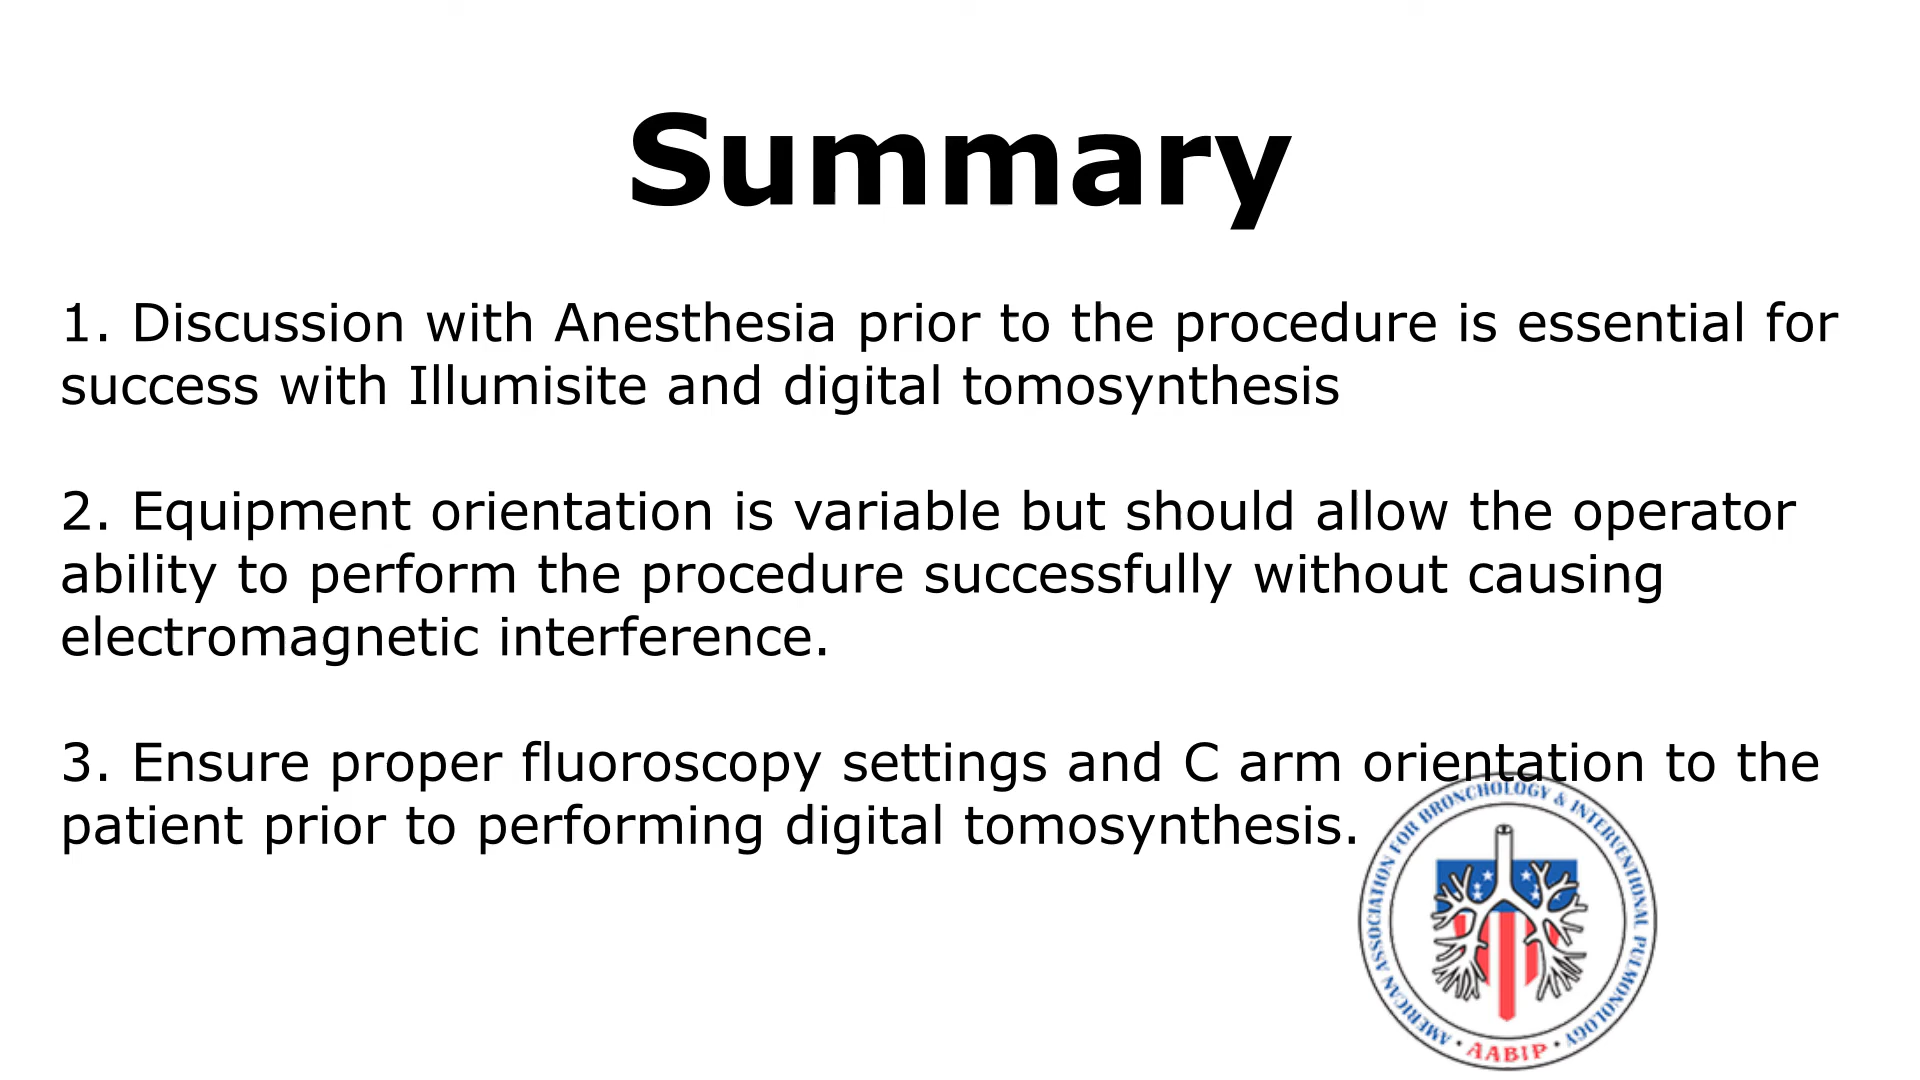 Summary
1. Discussion with Anesthesia prior to the procedure is essential for
success with Illumisite and digital tomosynthesis
2. Equipment orientation is variable but should allow the operator
ability to perform the procedure successfully without causing
electromagnetic interference.
3. Ensure proper fluoroscopy settings and C arm orientation to the
patient prior to performing digital tomosynthesis.
AMERICAN ASSOCIATION FOR BRONCHOLOGY & INTERVENTIONAL PULMONOLOGY
• AABIP •